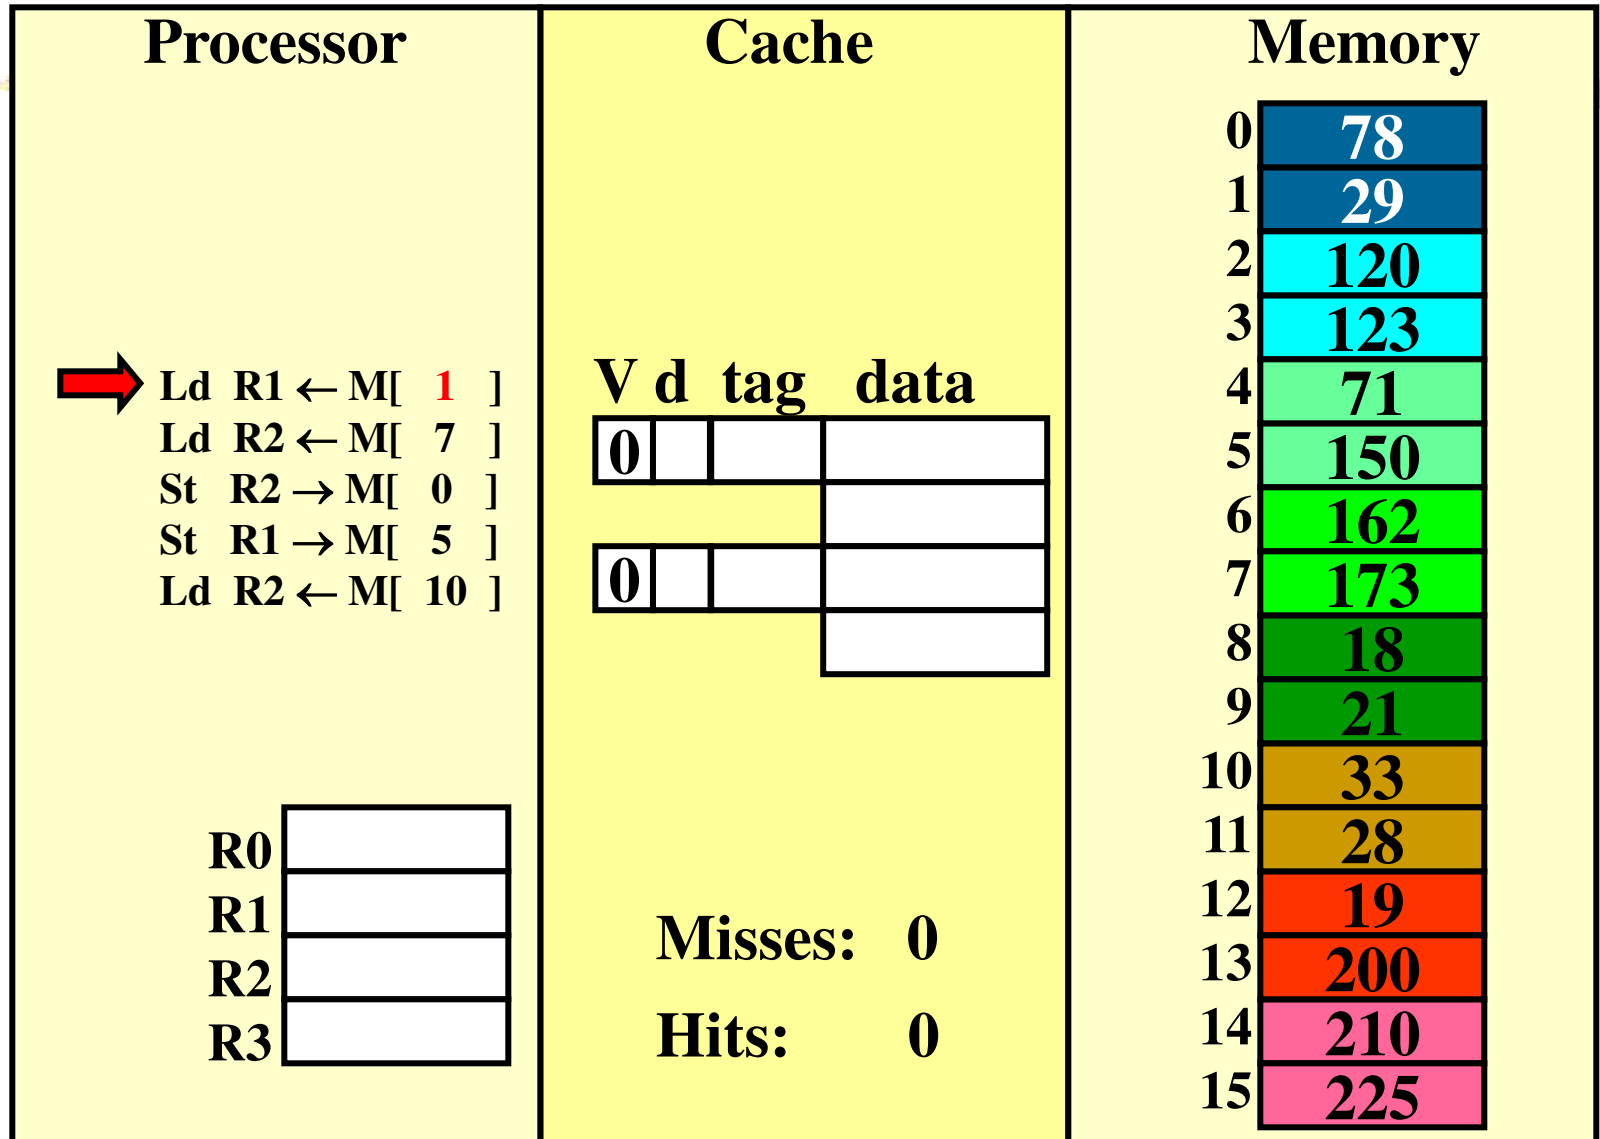 Processor
Ld R1 ← M[ 1 ]
Ld R2 ← M[ 7 ]
St R2 → M[ 0 ]
St R1 → M[ 5 ]
Ld R2 ← M[ 10 ]
R0
R1
R2
R3
Cache
V d tag data
0
0
Misses: 0
Hits: 0
Memory
0 78
1 29
2 120
3 123
4 71
5 150
6 162
7 173
8 18
9 21
10 33
11 28
12 19
13 200
14 210
15 225